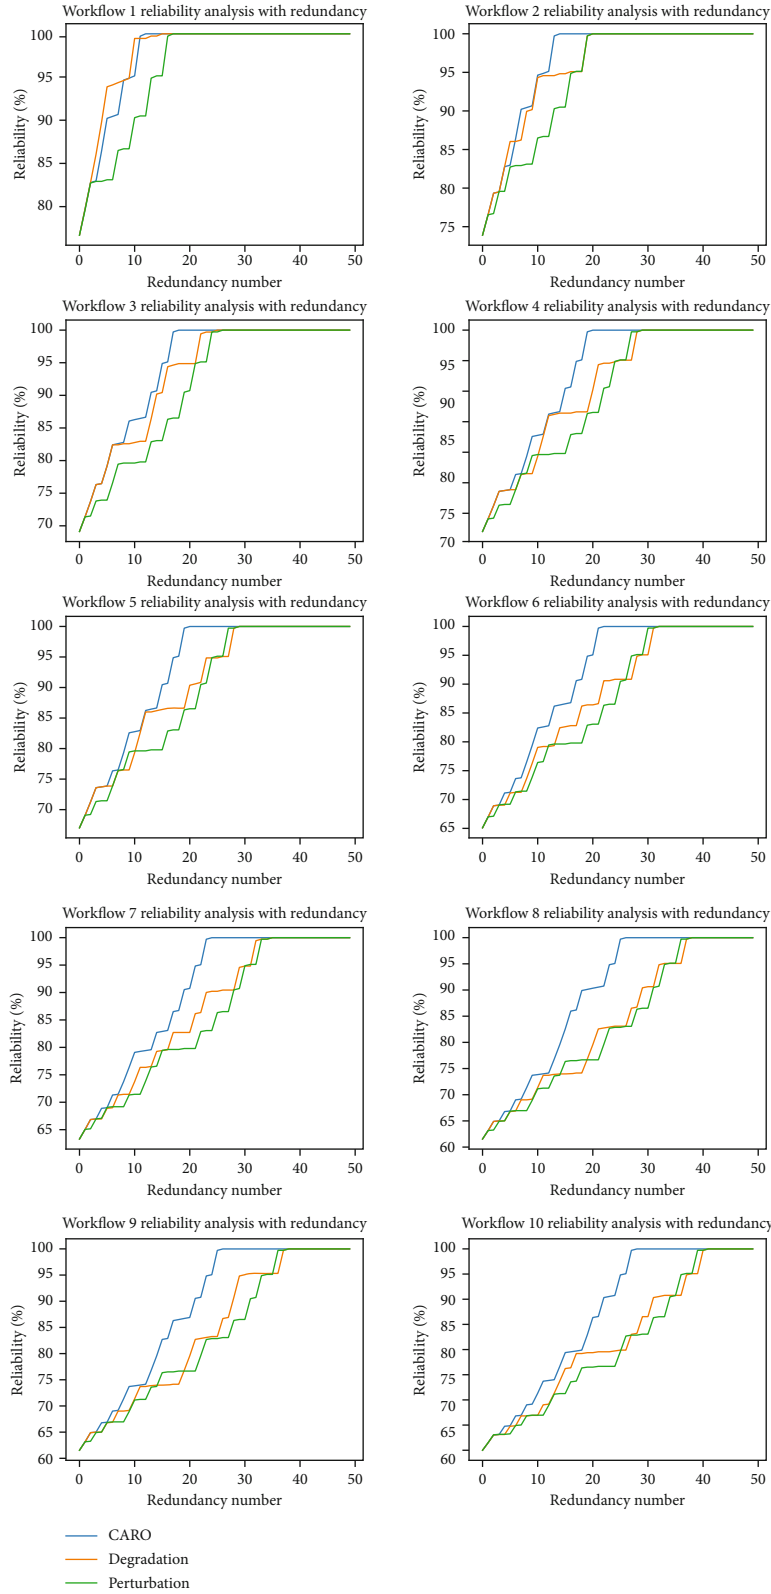 Workflow 1 reliability analysis with redundancy
100
95
90
85
80
Reliability (%)
0 10 20 30 40 50
Redundancy number
Workflow 2 reliability analysis with redundancy
100
95
90
85
80
75
Reliability (%)
0 10 20 30 40 50
Redundancy number
Workflow 3 reliability analysis with redundancy
100
95
90
85
80
75
70
Reliability (%)
0 10 20 30 40 50
Redundancy number
Workflow 4 reliability analysis with redundancy
100
95
90
85
80
75
70
Reliability (%)
0 10 20 30 40 50
Redundancy number
Workflow 5 reliability analysis with redundancy
100
95
90
85
80
75
70
Reliability (%)
0 10 20 30 40 50
Redundancy number
Workflow 6 reliability analysis with redundancy
100
95
90
85
80
75
70
65
Reliability (%)
0 10 20 30 40 50
Redundancy number
Workflow 7 reliability analysis with redundancy
100
95
90
85
80
75
70
65
Reliability (%)
0 10 20 30 40 50
Redundancy number
Workflow 8 reliability analysis with redundancy
100
95
90
85
80
75
70
65
60
Reliability (%)
0 10 20 30 40 50
Redundancy number
Workflow 9 reliability analysis with redundancy
100
95
90
85
80
75
70
65
60
Reliability (%)
0 10 20 30 40 50
Redundancy number
Workflow 10 reliability analysis with redundancy
100
95
90
85
80
75
70
65
60
Reliability (%)
0 10 20 30 40 50
Redundancy number
CARO
Degradation
Perturbation